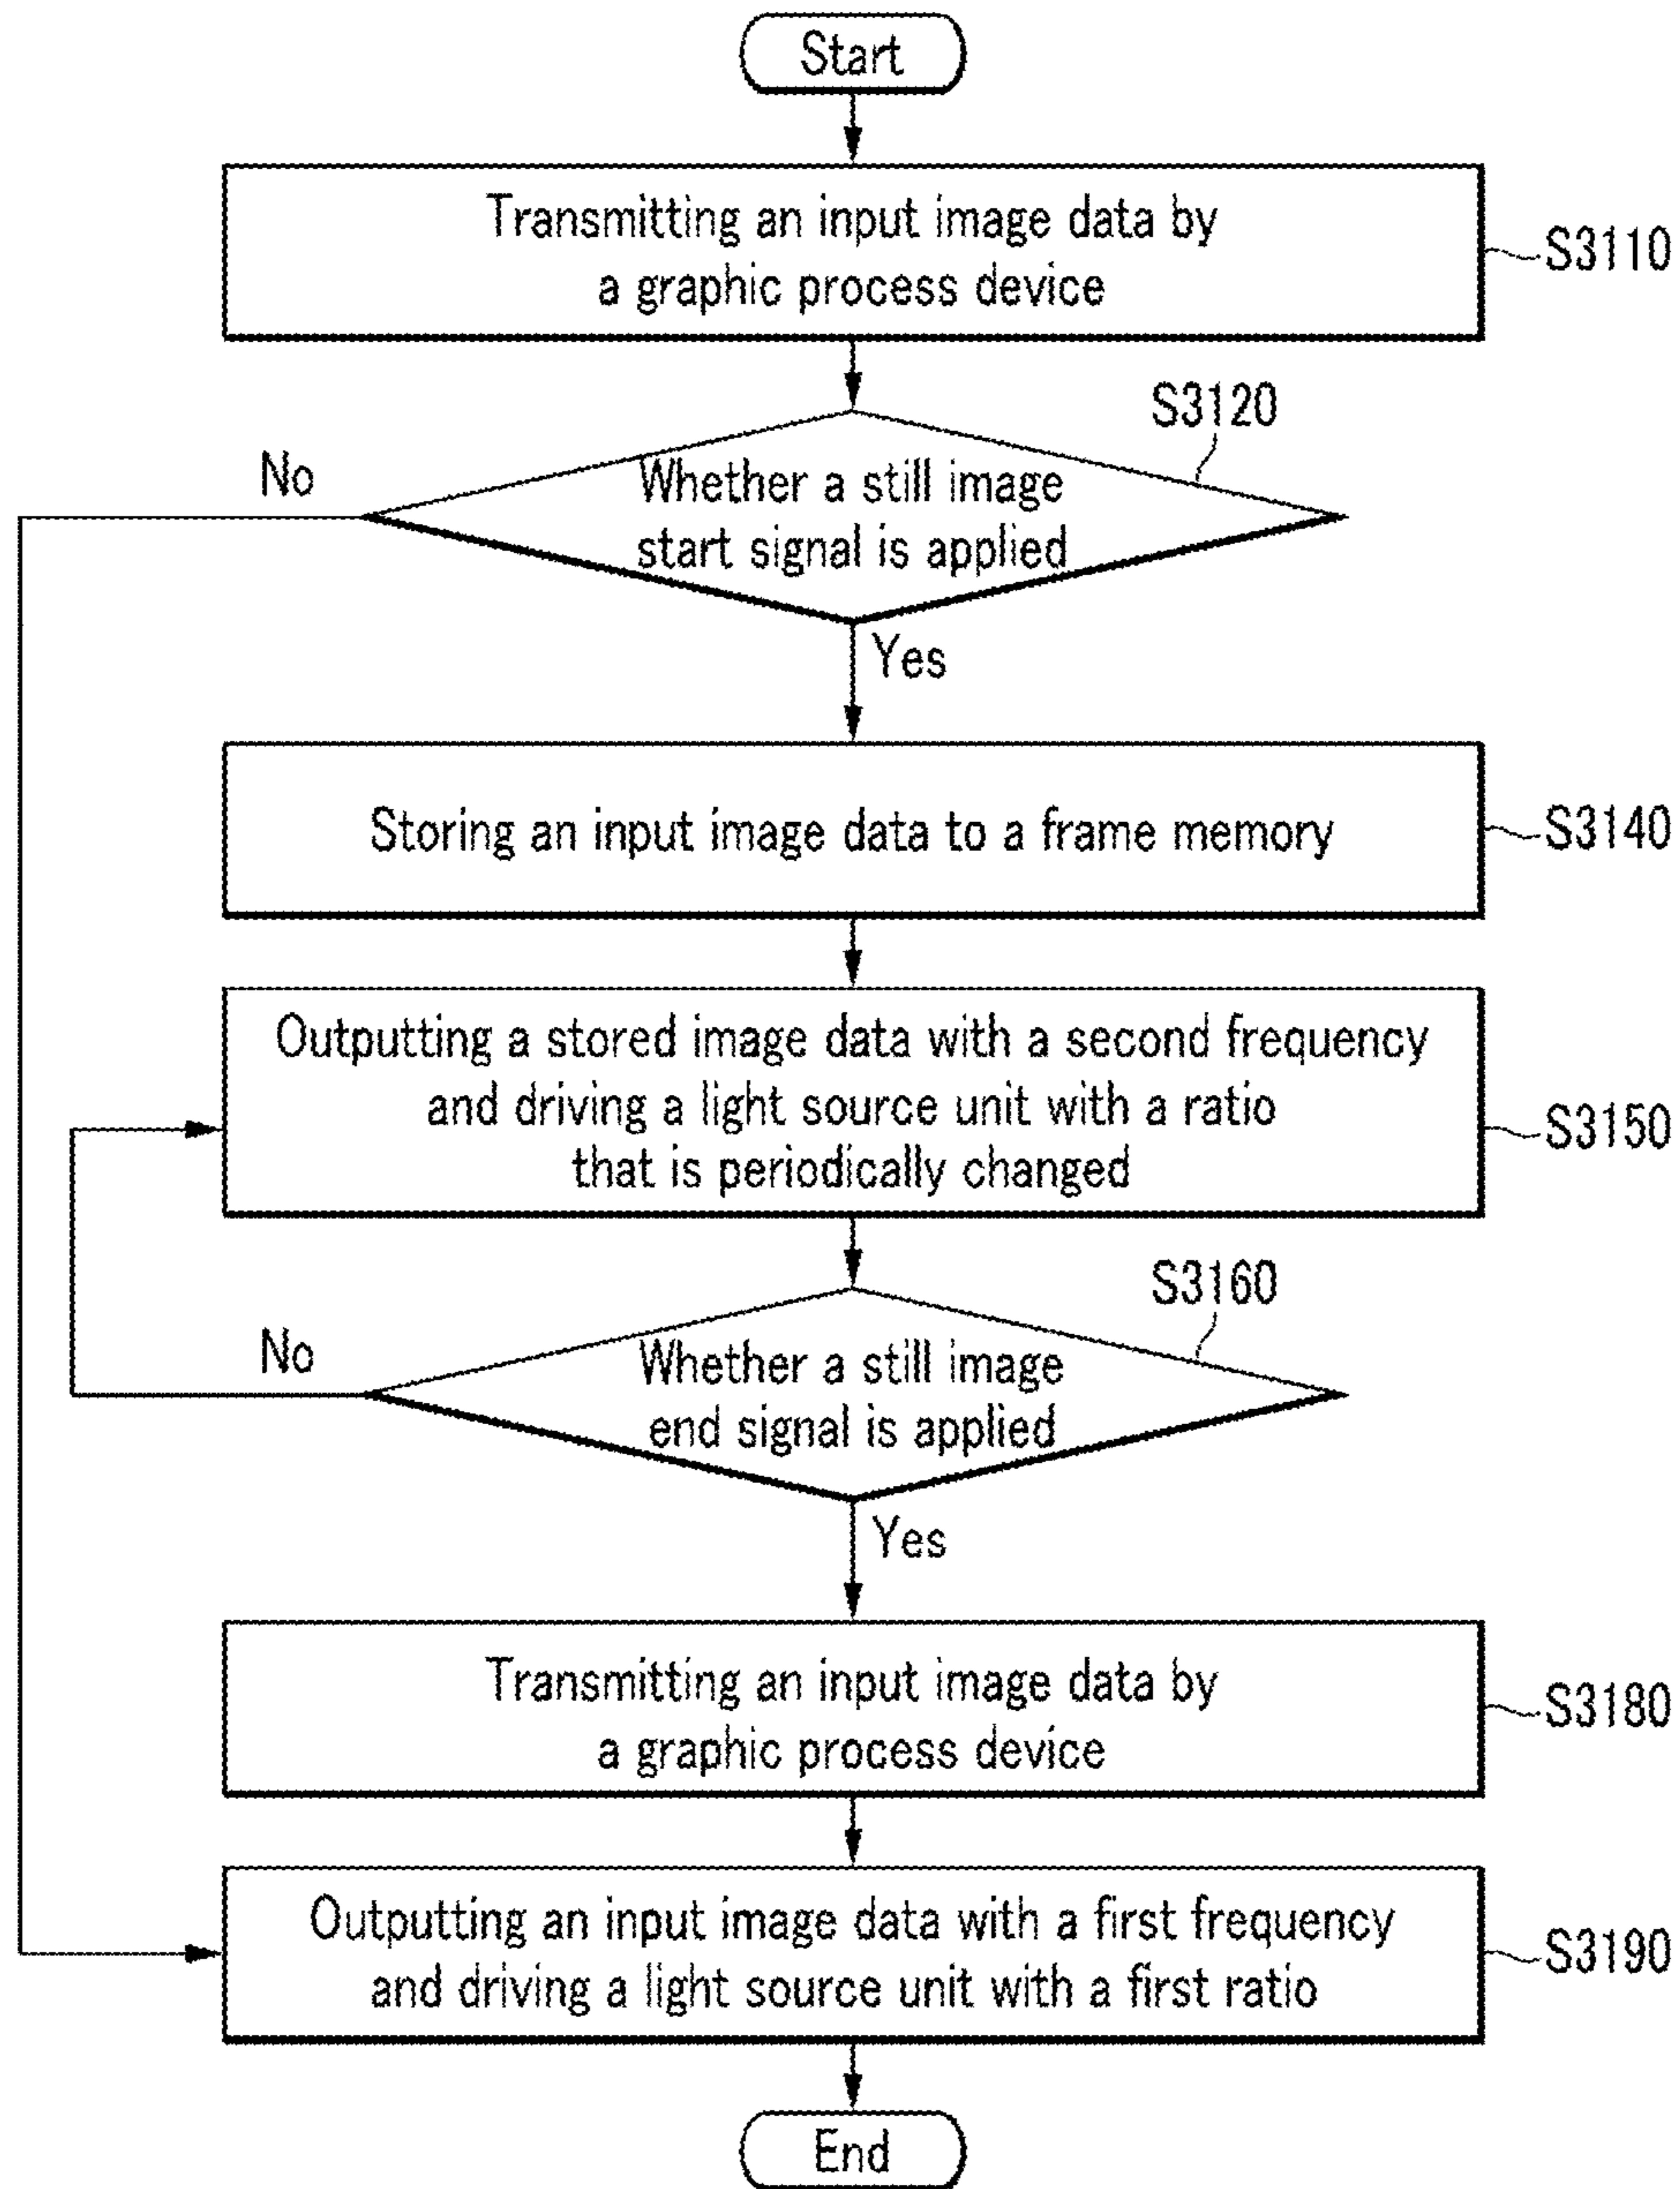 Start
Transmitting an input image data by
a graphic process device
S3110
S3120
No
Whether a still image
start signal is applied
Yes
Storing an input image data to a frame memory
S3140
Outputting a stored image data with a second frequency
and driving a light source unit with a ratio
that is periodically changed
S3150
S3160
No
Whether a still image
end signal is applied
Yes
Transmitting an input image data by
a graphic process device
S3180
Outputting an input image data with a first frequency
and driving a light source unit with a first ratio
S3190
End